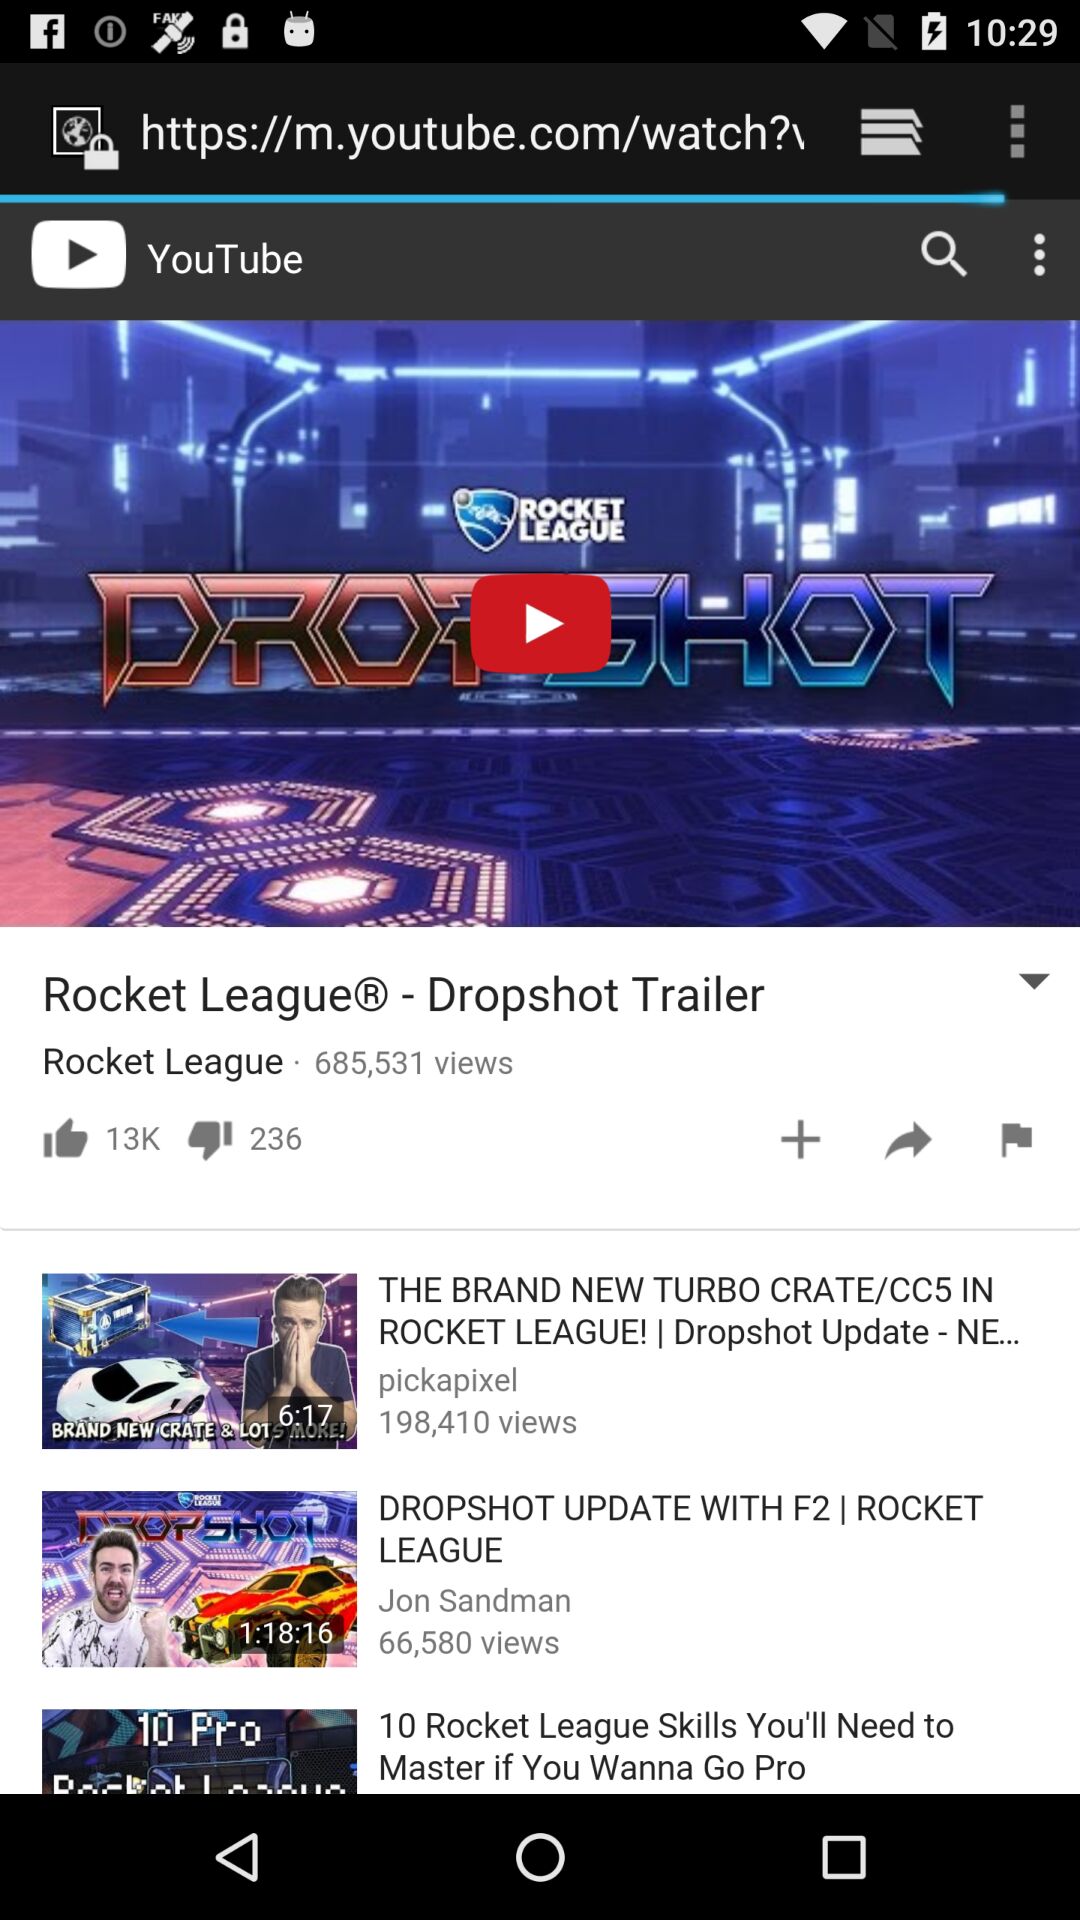 FAKE
10:29
https://m.youtube.com/watch?v
YouTube
ROCKET
LEAGUE
DROPSHOT
Rocket League® - Dropshot Trailer
Rocket League · 685,531 views
13K 236
THE BRAND NEW TURBO CRATE/CC5 IN
ROCKET LEAGUE! | Dropshot Update - NE...
pickapixel
198,410 views
6:17
BRAND NEW CRATE & LOTS MORE!
DROPSHOT UPDATE WITH F2 | ROCKET
LEAGUE
Jon Sandman
66,580 views
ROCKET
LEAGUE
DROPSHOT
1:18:16
10 Rocket League Skills You'll Need to
Master if You Wanna Go Pro
10 Pro
Rocket League